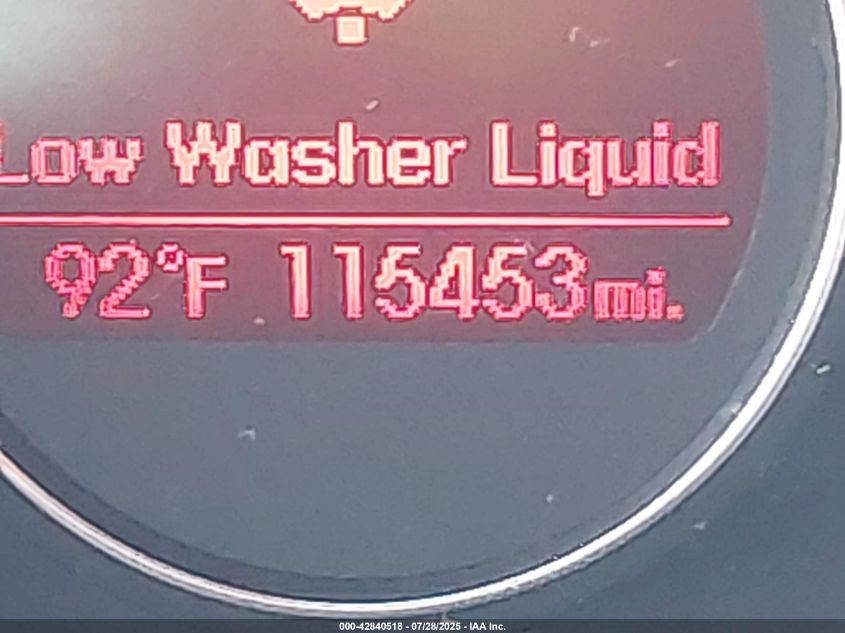 Low Washer Liquid
92°F 115453mi.
000-42840518 - 07/28/2025 - IAA Inc.